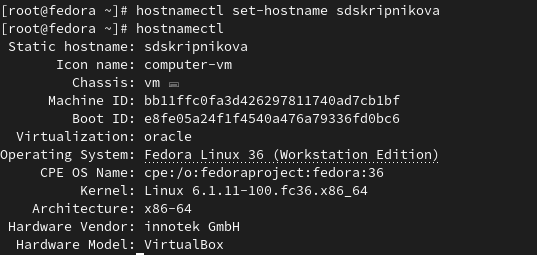 [root@fedora ~]# hostnamectl set-hostname sdskripnikova
[root@fedora ~]# hostnamectl
Static hostname: sdskripnikova
Icon name: computer-vm
Chassis: vm 🖴
Machine ID: bb11ffc0fa3d426297811740ad7cb1bf
Boot ID: e8fe05a24f1f4540a476a79336fd0bc6
Virtualization: oracle
Operating System: Fedora Linux 36 (Workstation Edition)
CPE OS Name: cpe:/o:fedoraproject:fedora:36
Kernel: Linux 6.1.11-100.fc36.x86_64
Architecture: x86-64
Hardware Vendor: innotek GmbH
Hardware Model: VirtualBox